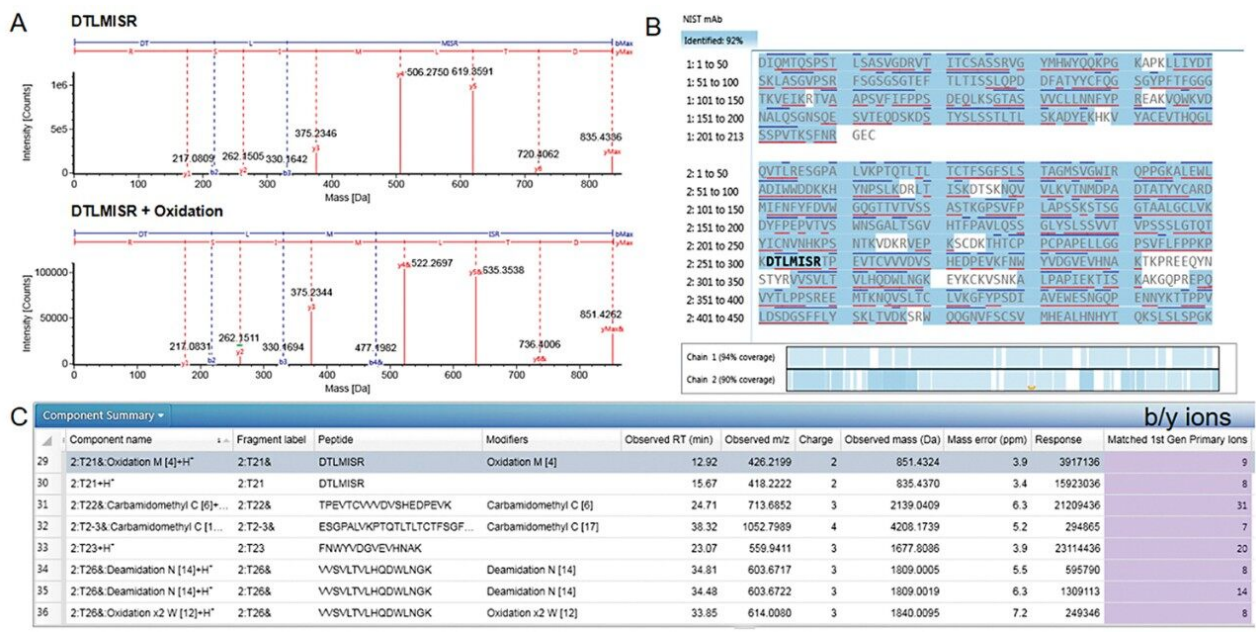 A
DTLMISR
DT L MISR bMax
R S I M L T D yMax
Intensity [Counts]
1e6
5e5
0
217.0809 262.1505 330.1642 375.2346 506.2750 619.3591 720.4062 835.4386
y1 b2 y2 b3 y3 y4 y5 y6 yMax
0 100 200 300 400 500 600 700 800
Mass [Da]
DTLMISR + Oxidation
DT L M ISR bMax
R S I M L T D yMax
Intensity [Counts]
100000
50000
0
217.0831 262.1511 330.1694 375.2344 477.1982 522.2697 635.3538 736.4006 851.4262
y1 b2 y2 b3 y3 b4& y4& y5& y6& yMax&
0 100 200 300 400 500 600 700 800
Mass [Da]
B
NIST mAb
Identified: 92%
1: 1 to 50 DIQMTQSPST LSASVGDRVT ITCSASSRVG YMHWYQQKPG KAPKLLIYDT
1:51 to 100 SKLASGVPSR FSGSGSGTEF TLTISSLQPD DFATYYCFQG SGYPFTFGGG
1:101 to 150 TKVEIKRTVA APSVFIFPPS DEQLKSGTAS VVCLLNNFYP REAKVQWKVD
1:151 to 200 NALQSGNSQE SVTEQDSKDS TYSLSSTLTL SKADYEKHKV YACEVTHQGL
1:201 to 213 SSPVTKSFNR GEC
2:1 to 50 QVTLRESGPA LVKPTQTLTL TCTFSGFSLS TAGMSVGWIR QPPGKALEWL
2:51 to 100 ADIWWDDKKH YNPSLKDRLT ISKDTSKNQV VLKVTNMDPA DTATYYCARD
2:101 to 150 MIFNFYFDVW GQGTTVTVSS ASTKGPSVFP LAPSSKSTSG GTAALGCLVK
2:151 to 200 DYFPEPVTVS WNSGALTSGV HTFPAVLQSS GLYSLSSVVT VPSSSLGTQT
2:201 to 250 YICNVNHKPS NTKVDKRVEP KSCDKTHTCP PCPAPELLGG PSVFLFPPKP
2:251 to 300 KDTLMISRTP EVTCVVVDVS HEDPEVKFNW YVDGVEVHNA KTKPREEQYN
2:301 to 350 STYRVVSVLT VLHQDWLNGK EYKCKVSNKA LPAPIEKTIS KAKGQPREPQ
2:351 to 400 VYTLPPSREE MTKNQVSLTC LVKGFYPSDI AVEWESNGQP ENNYKTTPPV
2:401 to 450 LDSDGSFFLY SKLTVDKSRW QQGNVFSCSV MHEALHNHYT QKSLSLSPGK
Chain 1 (94% coverage)
Chain 2 (90% coverage)
C
Component Summary
b/y ions
Component name Fragment label Peptide Modifiers Observed RT (min) Observed m/z Charge Observed mass (Da) Mass error (ppm) Response Matched 1st Gen Primary Ions
29 2:T21&:Oxidation M [4]+H⁺ 2:T21& DTLMISR Oxidation M [4] 12.92 426.2199 2 851.4324 3.9 3917136 9
30 2:T21+H⁺ 2:T21 DTLMISR 15.67 418.2222 2 835.4370 3.4 15923036 8
31 2:T22&:Carbamidomethyl C [6]+... 2:T22& TPEVTCVVVDVSHEDPEVK Carbamidomethyl C [6] 24.71 713.6852 3 2139.0409 6.3 21209436 31
32 2:T2-3&:Carbamidomethyl C [1... 2:T2-3& ESGPALVKPTQTLTLTCTFSGF... Carbamidomethyl C [17] 38.32 1052.7989 4 4208.1739 5.2 294865 7
33 2:T23+H⁺ 2:T23 FNWYVDGVEVHNAK 23.07 559.9411 3 1677.8086 3.9 23114436 20
34 2:T26&:Deamidation N [14]+H⁺ 2:T26& VVSVLTVLHQDWLNGK Deamidation N [14] 34.81 603.6717 3 1809.0005 5.5 595790 8
35 2:T26&:Deamidation N [14]+H⁺ 2:T26& VVSVLTVLHQDWLNGK Deamidation N [14] 34.48 603.6722 3 1809.0019 6.3 1309113 14
36 2:T26&:Oxidation x2 W [12]+H⁺ 2:T26& VVSVLTVLHQDWLNGK Oxidation x2 W [12] 33.85 614.0080 3 1840.0095 7.2 249346 8